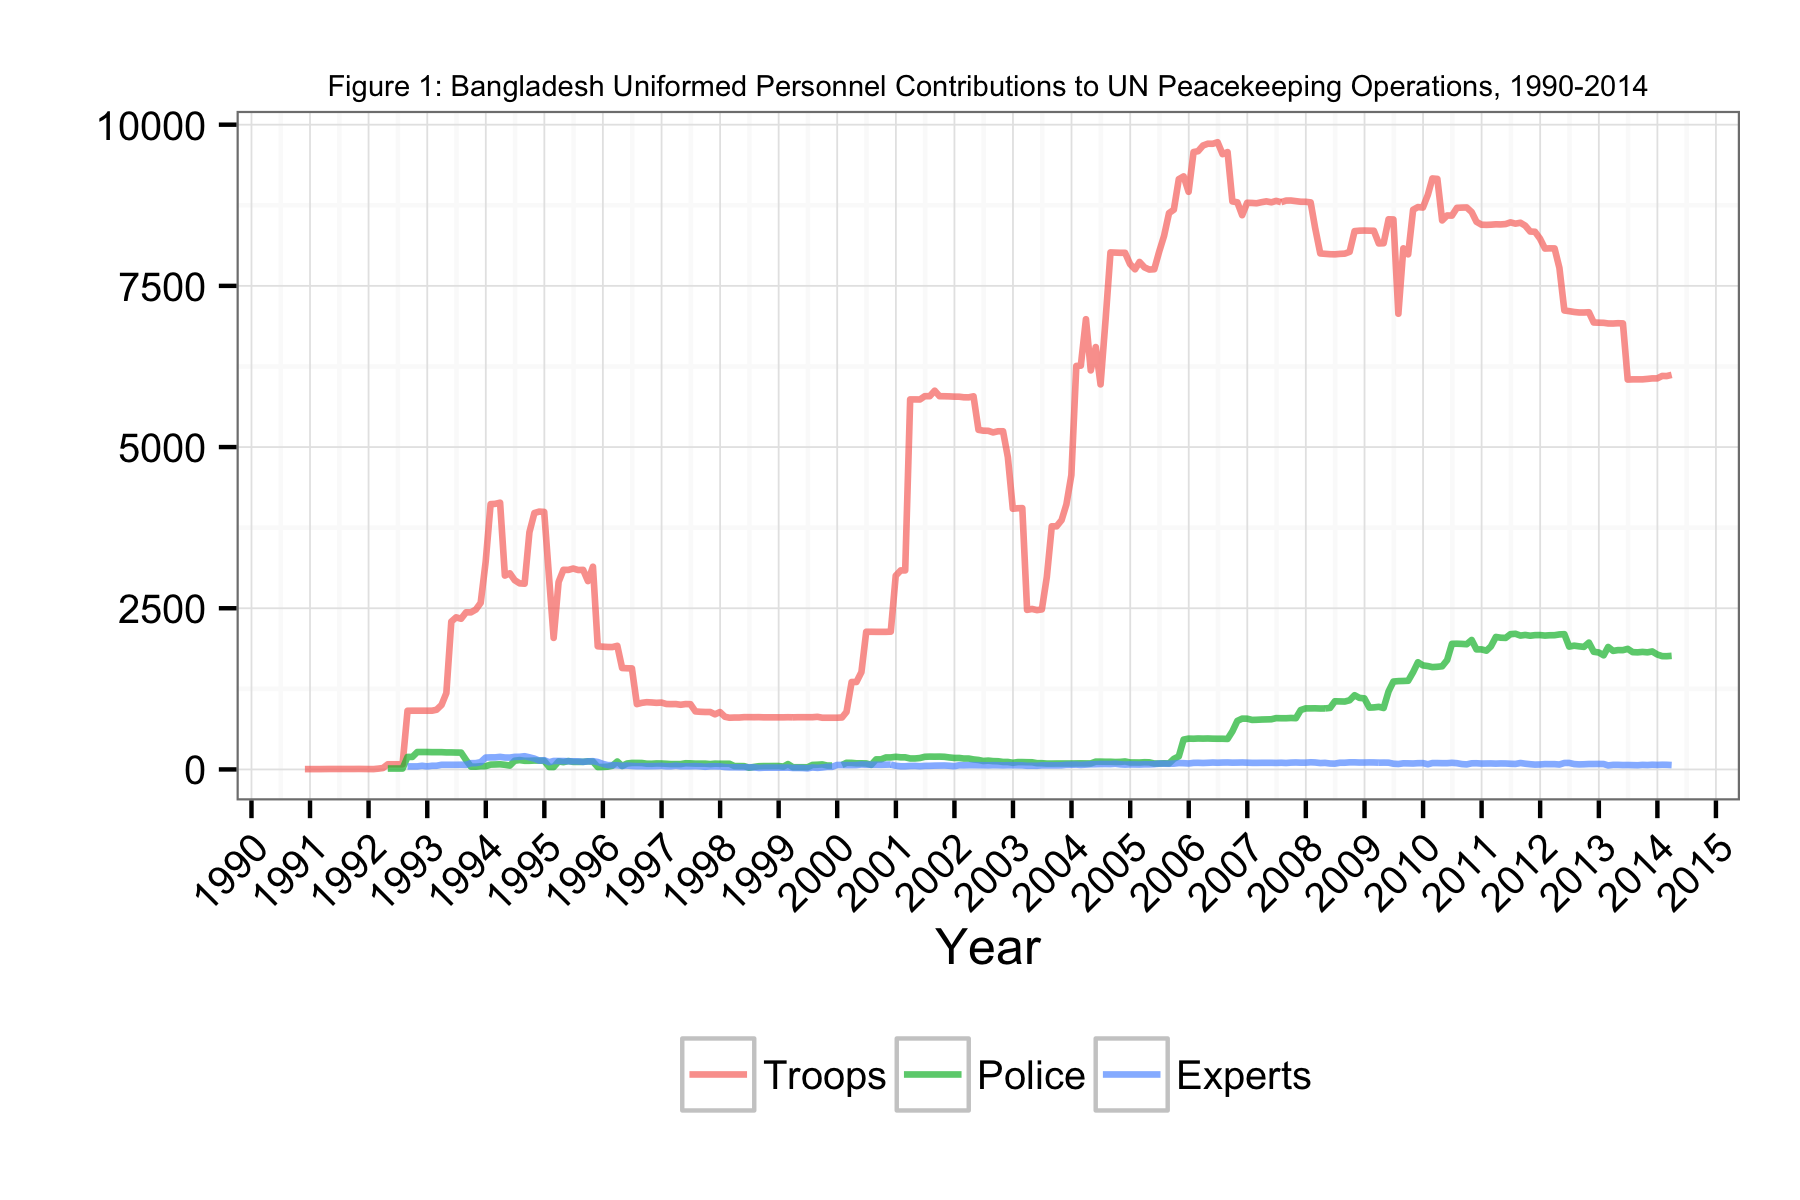 Figure 1: Bangladesh Uniformed Personnel Contributions to UN Peacekeeping Operations, 1990-2014
10000
7500
5000
2500
0
1990 1991 1992 1993 1994 1995 1996 1997 1998 1999 2000 2001 2002 2003 2004 2005 2006 2007 2008 2009 2010 2011 2012 2013 2014 2015
Year
Troops Police Experts